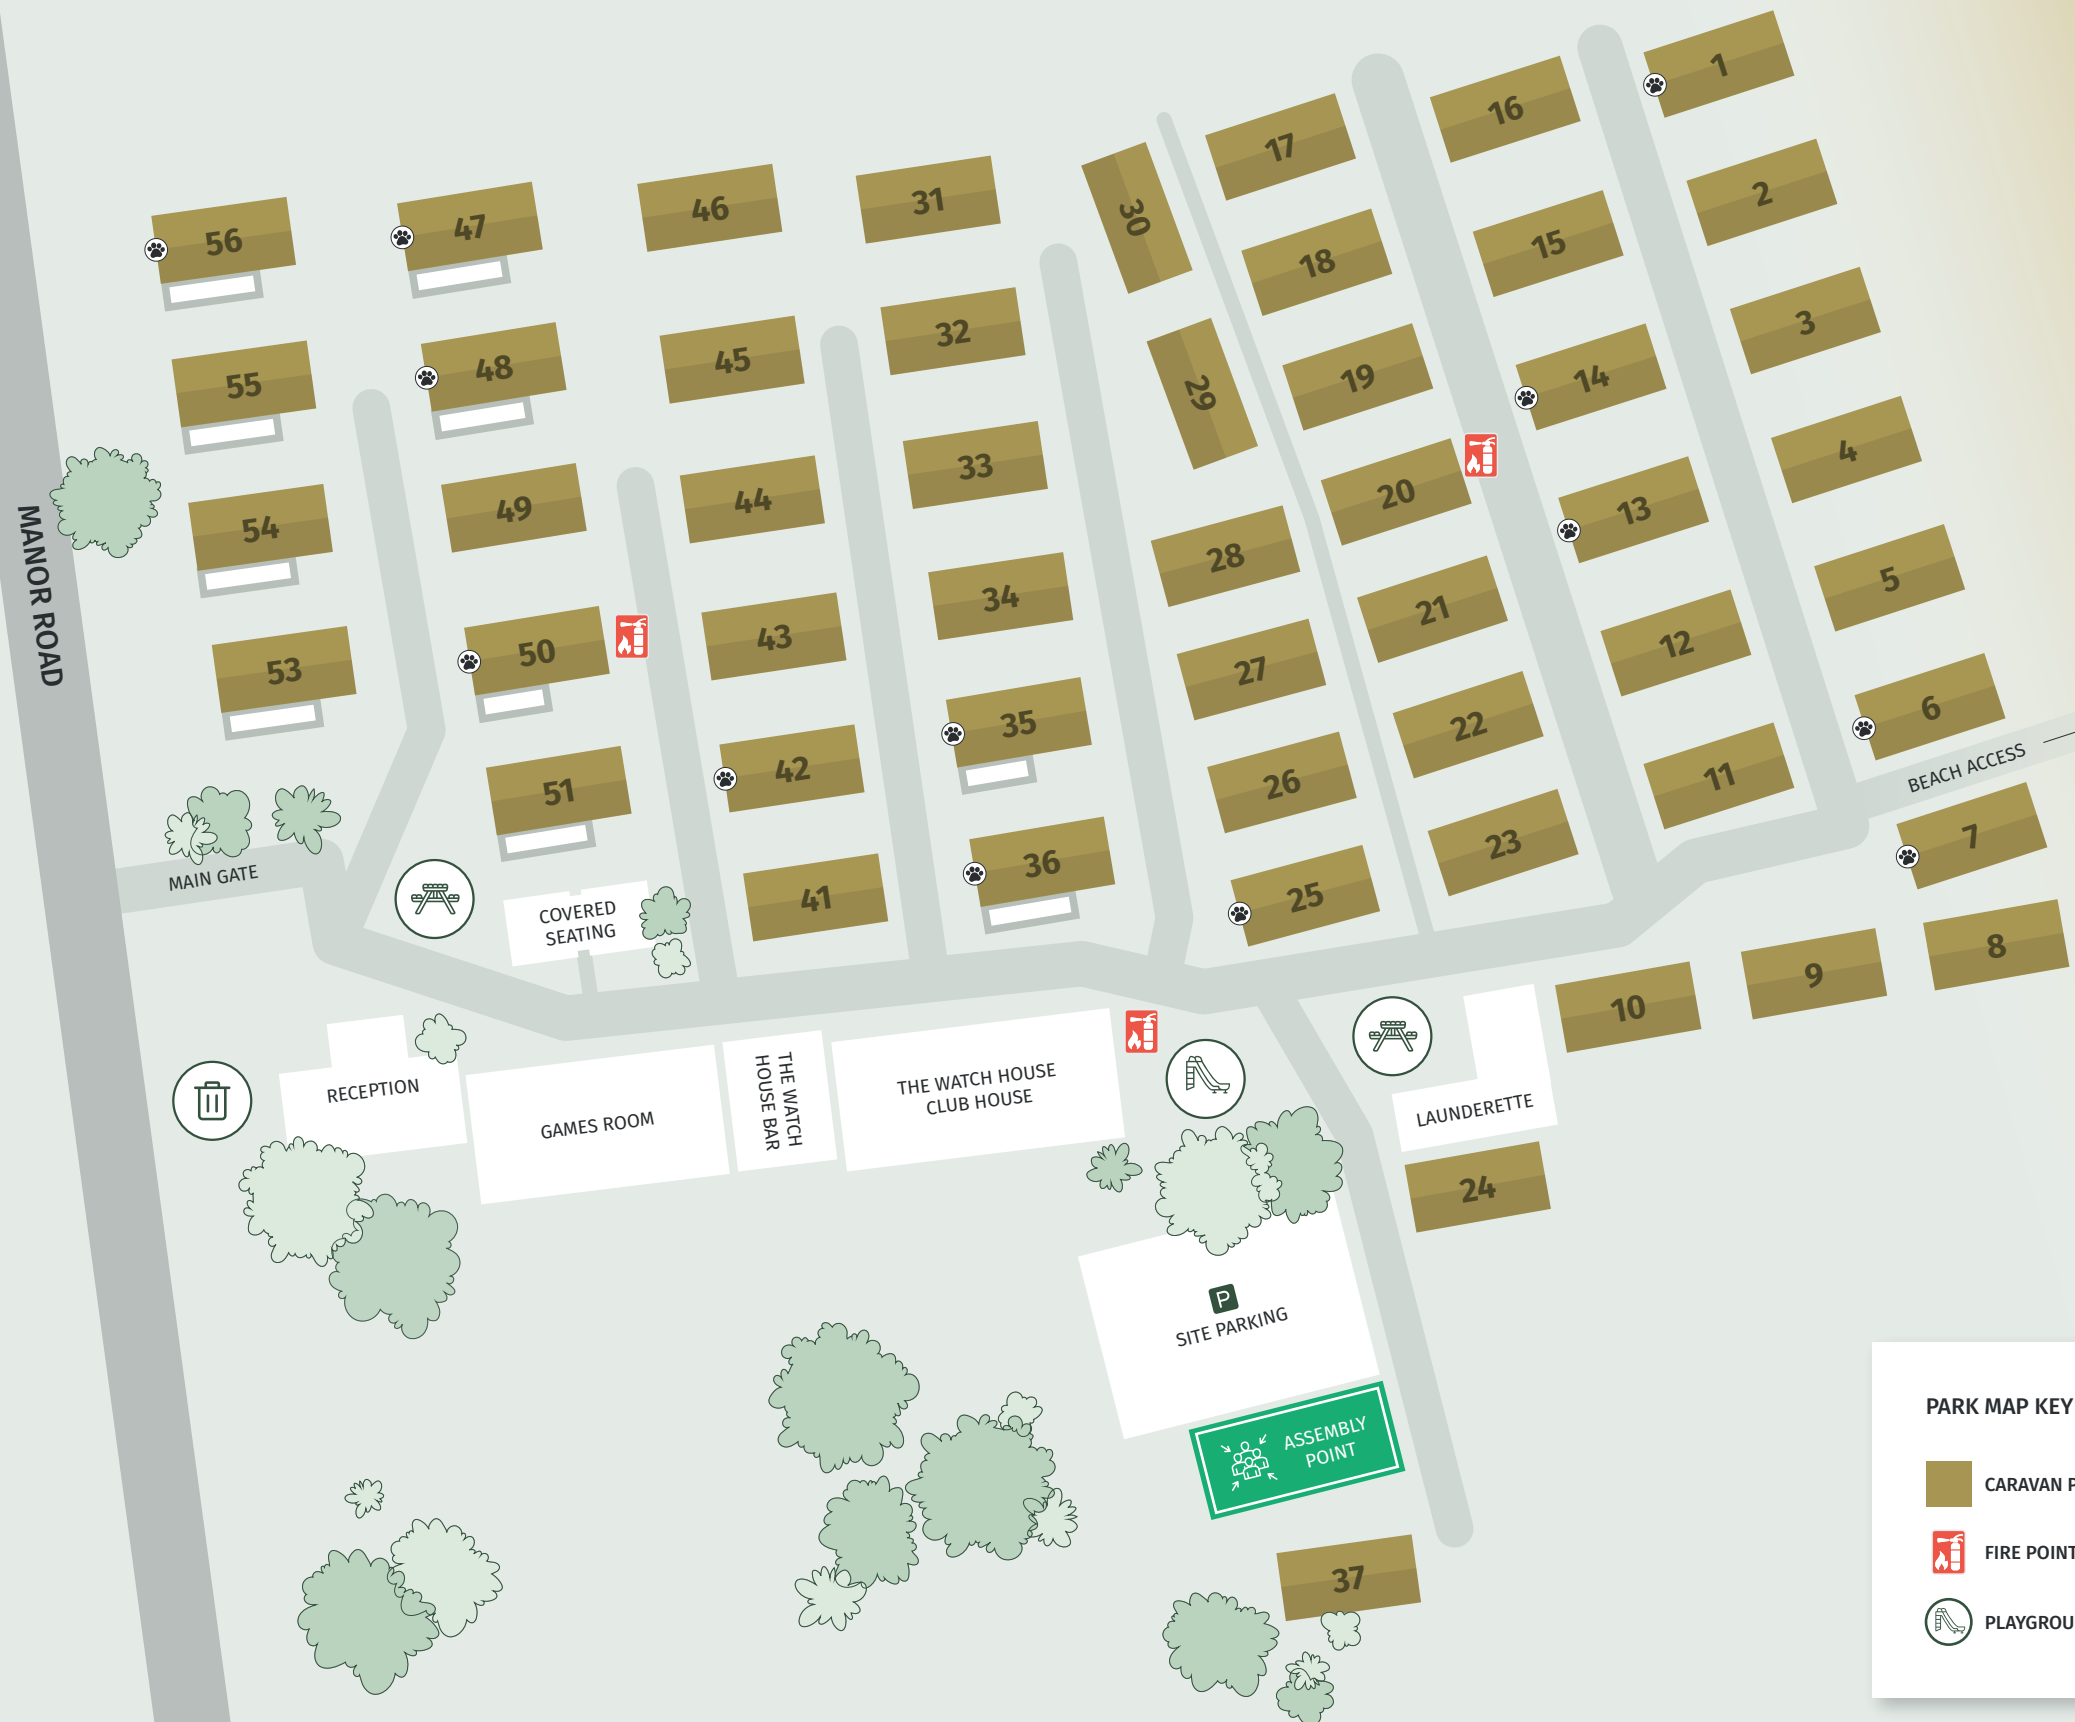 1
16
17
2
46
31
30
47
56
15
18
3
32
45
48
55
14
19
29
4
33
44
49
54
20
13
28
5
34
21
43
12
50
27
53
MANOR ROAD
6
22
35
42
51
26
11
BEACH ACCESS
7
23
36
25
41
MAIN GATE
COVERED
SEATING
8
9
10
RECEPTION
GAMES ROOM
THE WATCH
HOUSE BAR
THE WATCH HOUSE
CLUB HOUSE
LAUNDERETTE
24
P
SITE PARKING
ASSEMBLY
POINT
37
PARK MAP KEY
CARAVAN P
FIRE POINT
PLAYGROU